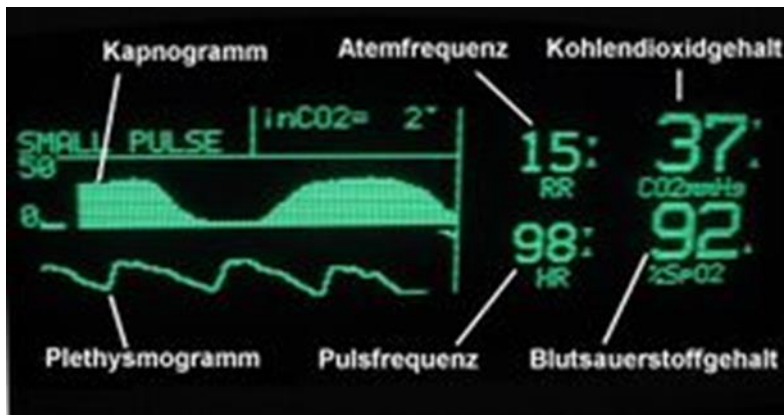 Kapnogramm
Atemfrequenz
Kohlendioxidgehalt
inCO2= 2
SMALL PULSE
50
0
15
RR
37
CO2mmHg
98
HR
92
%SpO2
Plethysmogramm
Pulsfrequenz
Blutsauerstoffgehalt